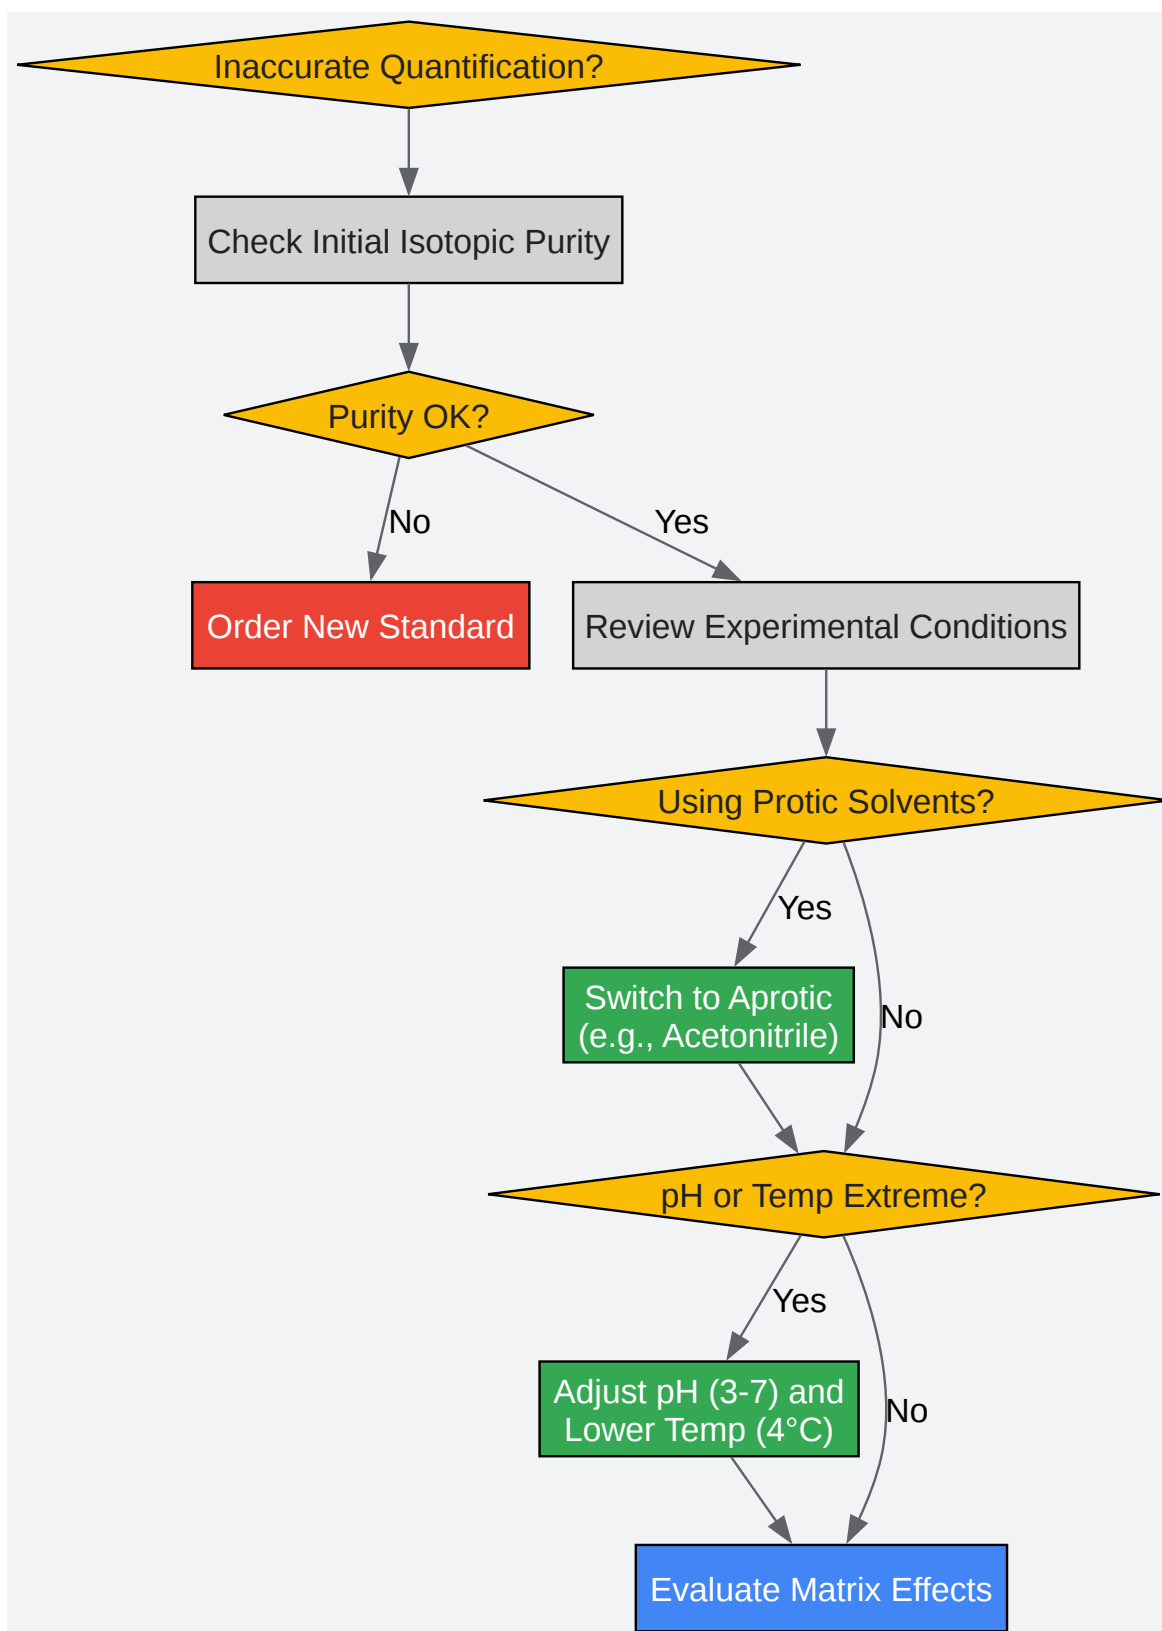 Inaccurate Quantification?
Check Initial Isotopic Purity
Purity OK?
No
Yes
Order New Standard
Review Experimental Conditions
Using Protic Solvents?
Yes
Switch to Aprotic
(e.g., Acetonitrile)
No
pH or Temp Extreme?
Yes
Adjust pH (3-7) and
Lower Temp (4°C)
No
Evaluate Matrix Effects